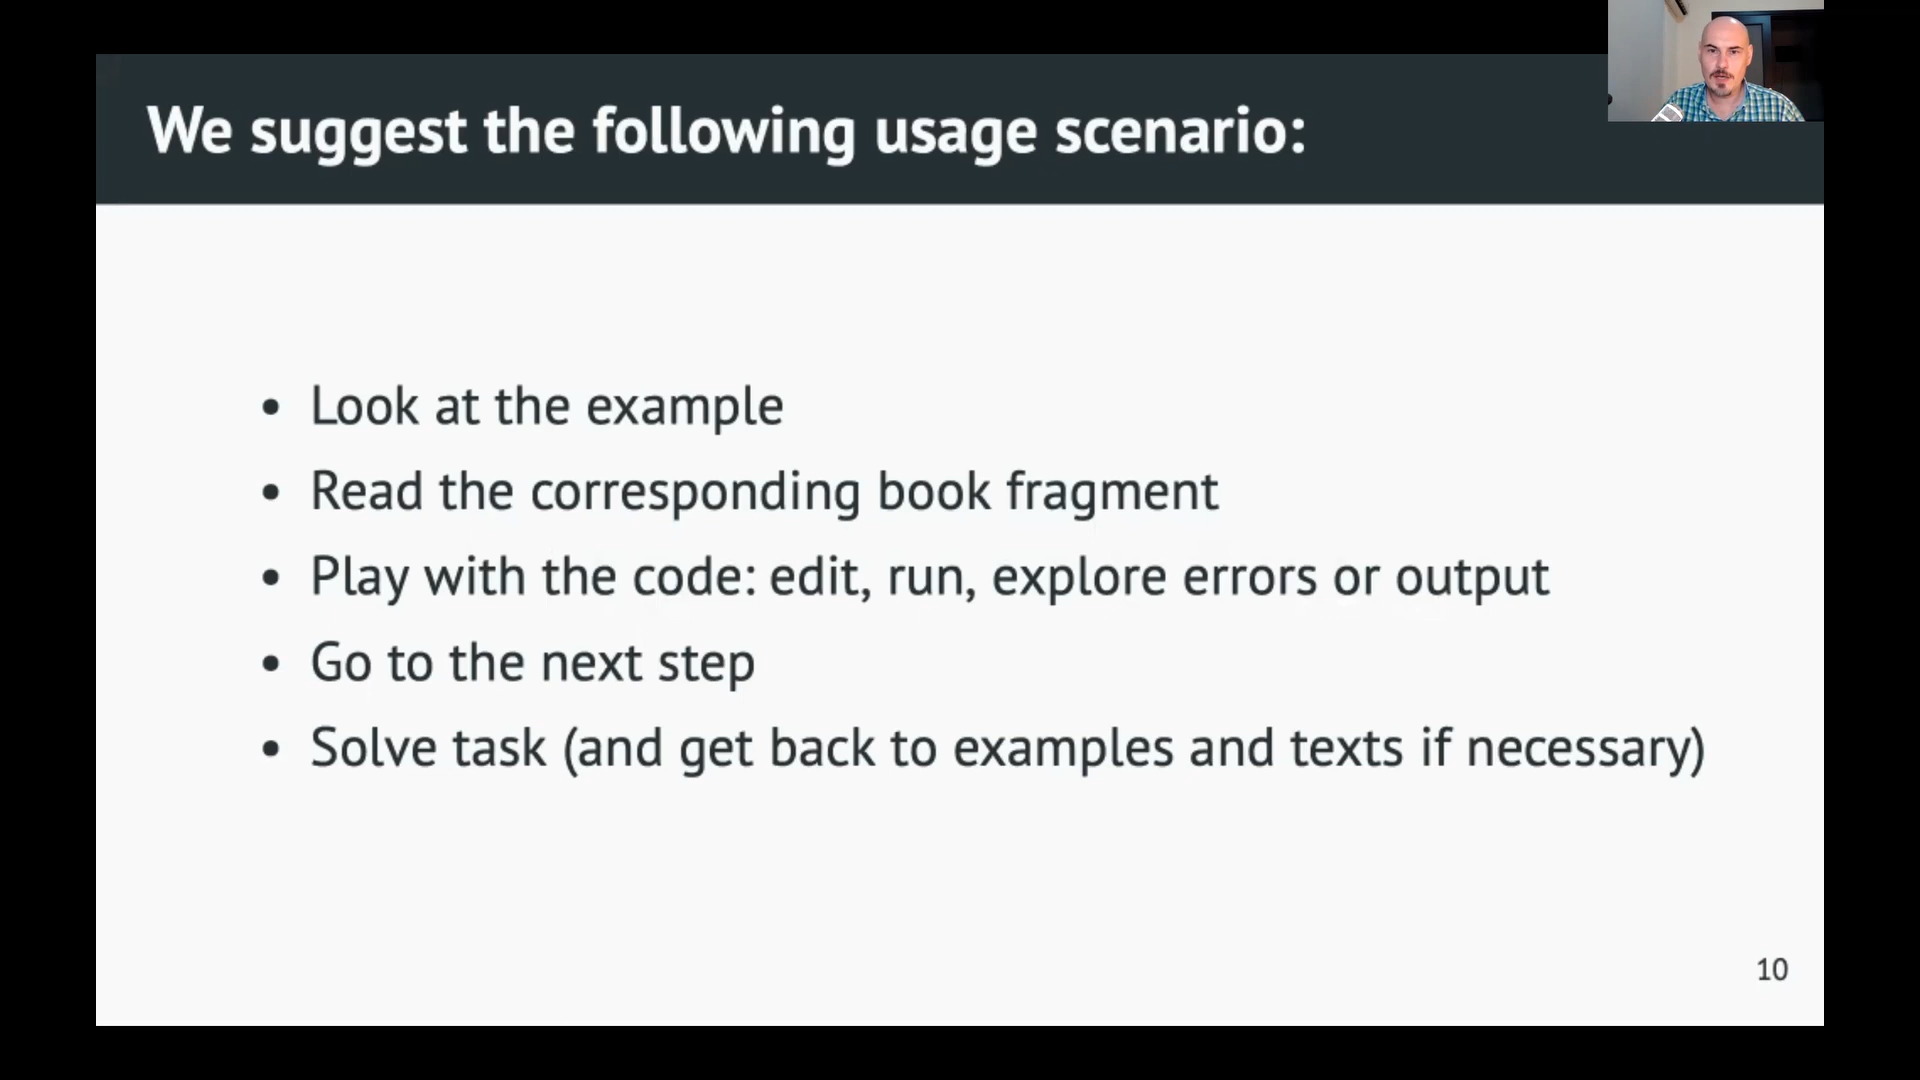 We suggest the following usage scenario:
• Look at the example
• Read the corresponding book fragment
• Play with the code: edit, run, explore errors or output
• Go to the next step
• Solve task (and get back to examples and texts if necessary)
10